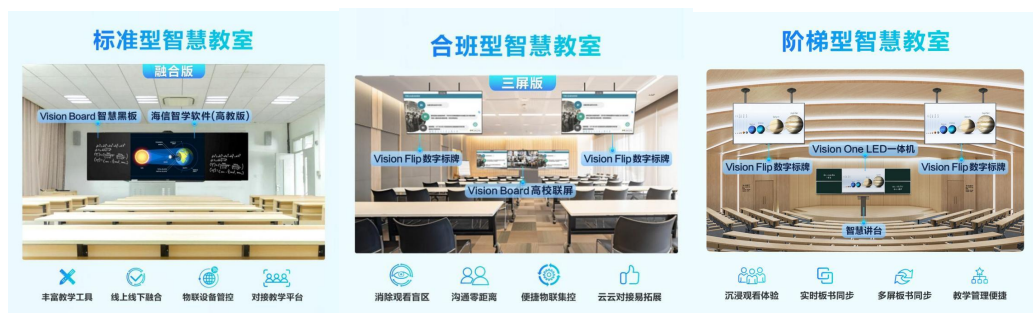 标准型智慧教室
融合版
Vision Board 智慧黑板
海信智学软件(高教版)
丰富教学工具
线上线下融合
物联设备管控
对接教学平台
合班型智慧教室
三屏版
Vision Flip 数字标牌
Vision Flip 数字标牌
Vision Board 高校联屏
消除观看盲区
沟通零距离
便捷物联集控
云云对接易拓展
阶梯型智慧教室
Vision Flip 数字标牌
Vision One LED一体机
Vision Flip 数字标牌
智慧讲台
沉浸观看体验
实时板书同步
多屏板书同步
教学管理便捷